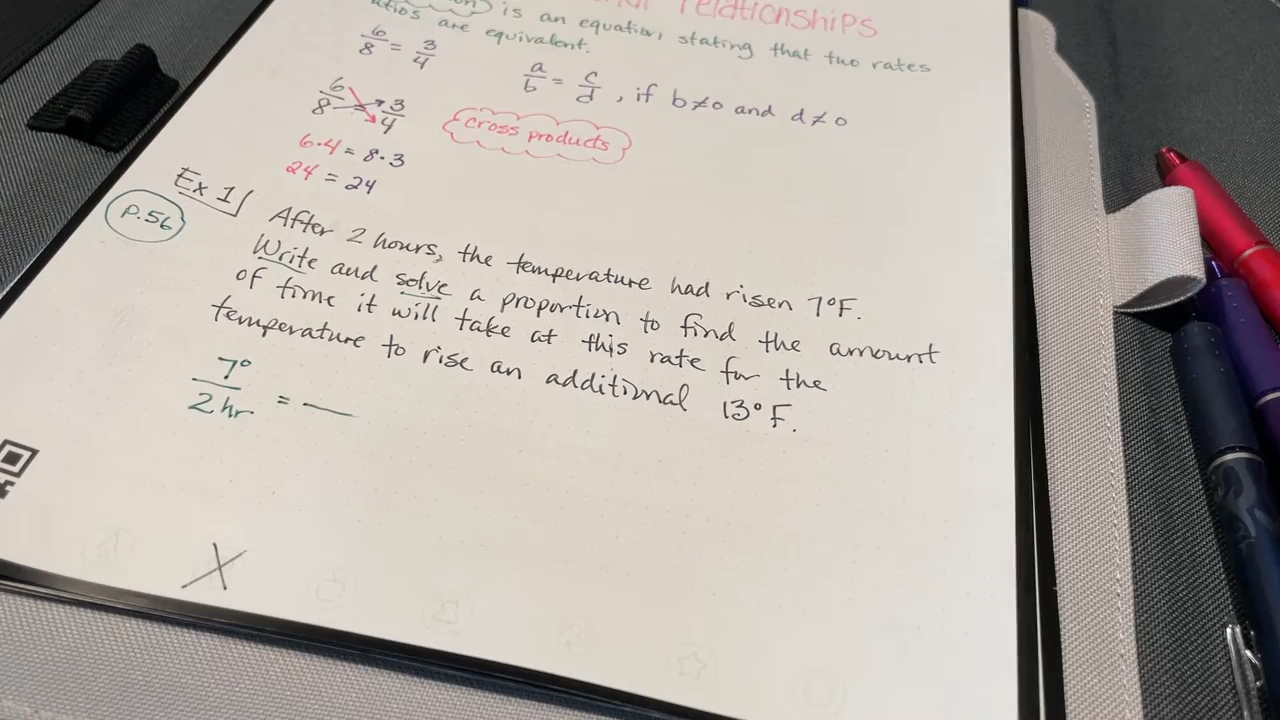 relationships
is an equation, stating that two rates
are equivalent.
6/8 = 3/4
a/b = c/d, if b≠0 and d≠0
6/8 = 3/4
cross products
6·4 = 8·3
24 = 24
Ex 1
P.56
After 2 hours, the temperature had risen 7°F.
Write and solve a proportion to find the amount
of time it will take at this rate for the
temperature to rise an additional 13°F.
7°/2hr = —
X